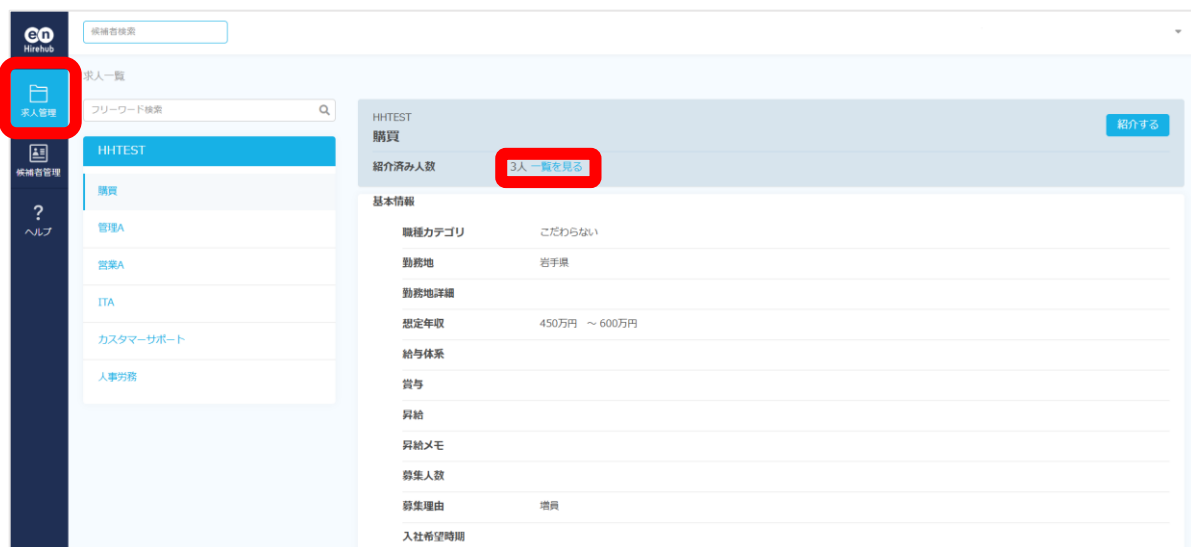 en
Hirehub
候補者検索
求人管理
候補者管理
?
ヘルプ
求人一覧
フリーワード検索
HHTEST
購買
管理A
営業A
ITA
カスタマーサポート
人事労務
HHTEST
購買
紹介する
紹介済み人数 3人 一覧を見る
基本情報
職種カテゴリ こだわらない
勤務地 岩手県
勤務地詳細
想定年収 450万円 ～ 600万円
給与体系
賞与
昇給
昇給メモ
募集人数
募集理由 増員
入社希望時期